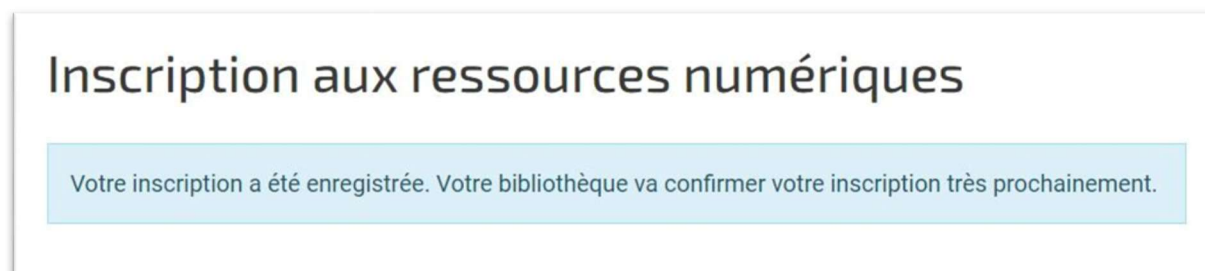 Inscription aux ressources numériques
Votre inscription a été enregistrée. Votre bibliothèque va confirmer votre inscription très prochainement.